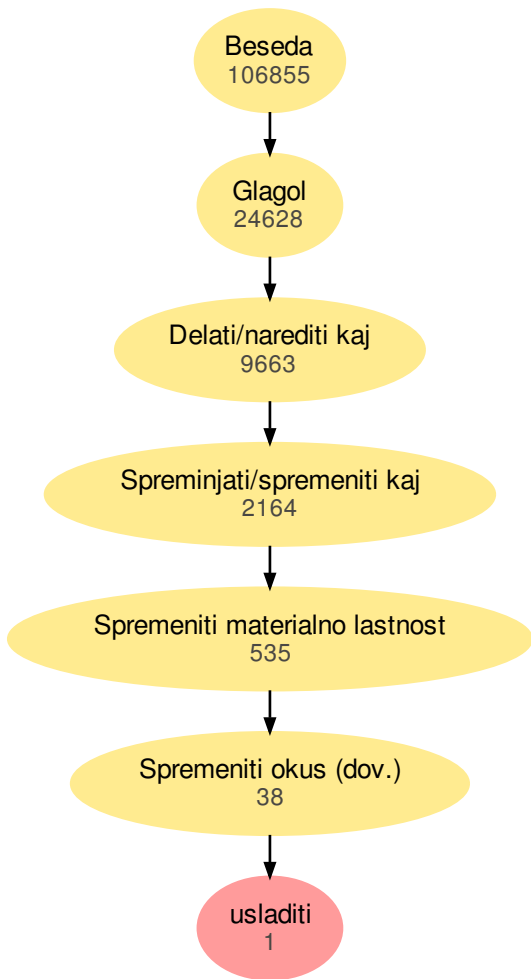 Beseda
106855
Glagol
24628
Delati/narediti kaj
9663
Spreminjati/spremeniti kaj
2164
Spremeniti materialno lastnost
535
Spremeniti okus (dov.)
38
usladiti
1